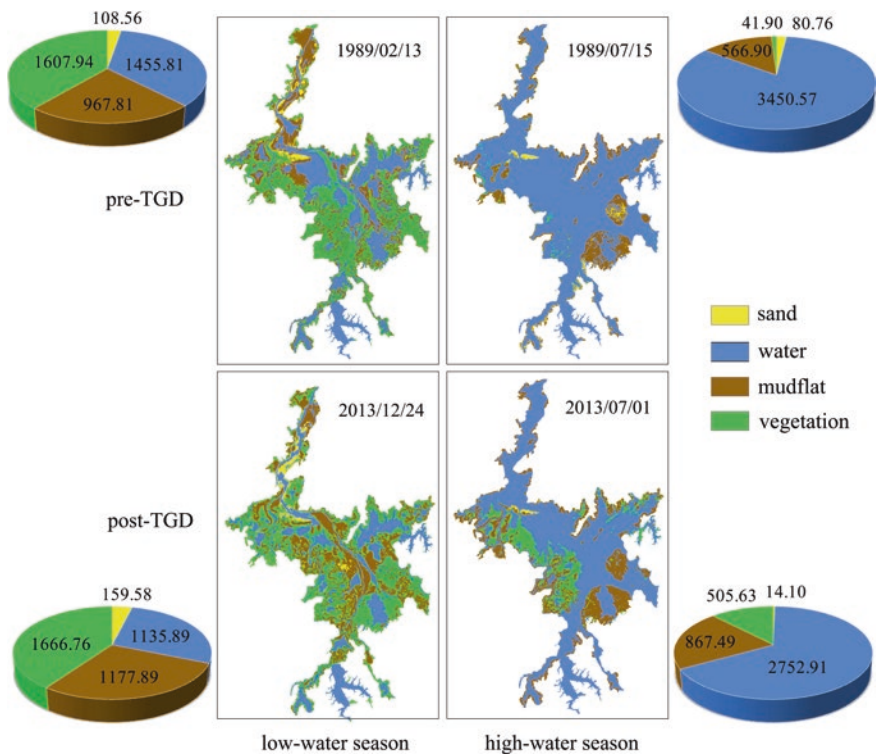 108.56
1607.94
1455.81
967.81
pre-TGD
1989/02/13
1989/07/15
41.90
80.76
566.90
3450.57
sand
water
mudflat
vegetation
2013/12/24
2013/07/01
post-TGD
159.58
1666.76
1135.89
1177.89
505.63
14.10
867.49
2752.91
low-water season
high-water season